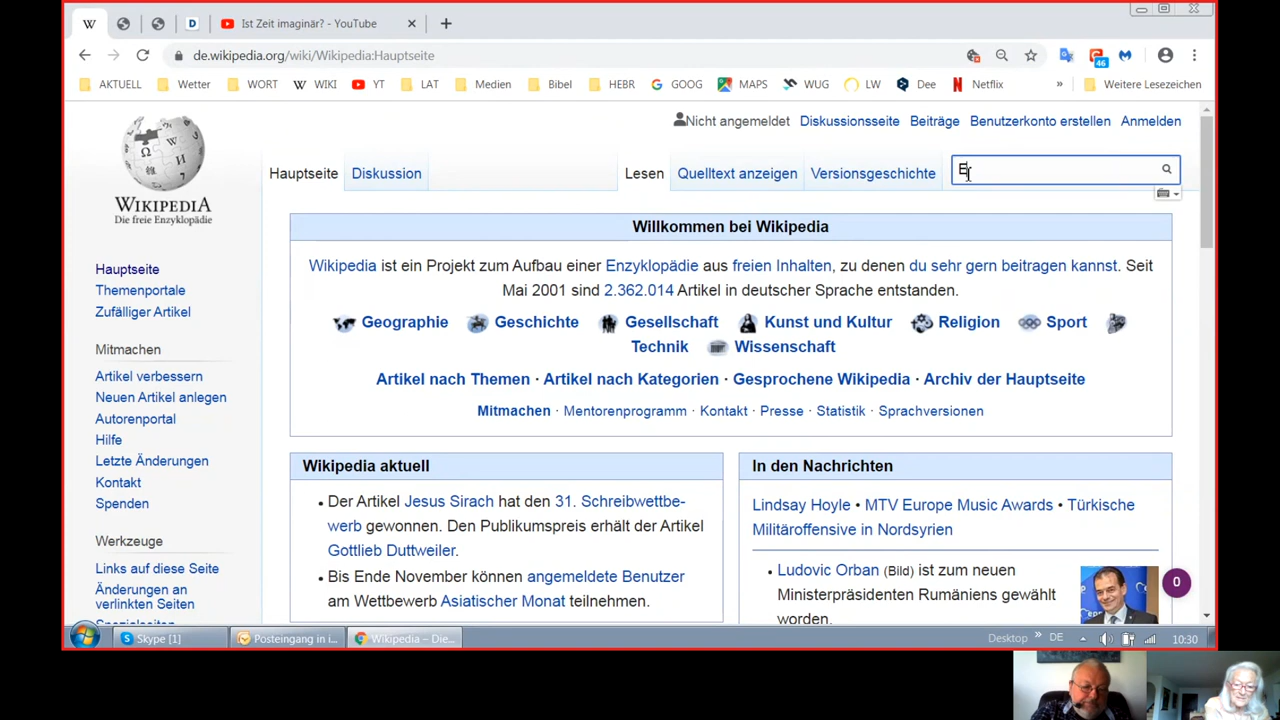 W
D
Ist Zeit imaginär? - YouTube
de.wikipedia.org/wiki/Wikipedia:Hauptseite
46
AKTUELL Wetter WORT W WIKI YT LAT Medien Bibel HEBR G GOOG MAPS WUG LW Dee N Netflix » Weitere Lesezeichen
Nicht angemeldet Diskussionsseite Beiträge Benutzerkonto erstellen Anmelden
Hauptseite Diskussion Lesen Quelltext anzeigen Versionsgeschichte E
WIKIPEDIA
Die freie Enzyklopädie
Hauptseite
Themenportale
Zufälliger Artikel
Mitmachen
Artikel verbessern
Neuen Artikel anlegen
Autorenportal
Hilfe
Letzte Änderungen
Kontakt
Spenden
Werkzeuge
Links auf diese Seite
Änderungen an
verlinkten Seiten
Willkommen bei Wikipedia
Wikipedia ist ein Projekt zum Aufbau einer Enzyklopädie aus freien Inhalten, zu denen du sehr gern beitragen kannst. Seit
Mai 2001 sind 2.362.014 Artikel in deutscher Sprache entstanden.
Geographie Geschichte Gesellschaft Kunst und Kultur Religion Sport
Technik Wissenschaft
Artikel nach Themen · Artikel nach Kategorien · Gesprochene Wikipedia · Archiv der Hauptseite
Mitmachen · Mentorenprogramm · Kontakt · Presse · Statistik · Sprachversionen
Wikipedia aktuell
• Der Artikel Jesus Sirach hat den 31. Schreibwettbe-
werb gewonnen. Den Publikumspreis erhält der Artikel
Gottlieb Duttweiler.
• Bis Ende November können angemeldete Benutzer
am Wettbewerb Asiatischer Monat teilnehmen.
In den Nachrichten
Lindsay Hoyle • MTV Europe Music Awards • Türkische
Militäroffensive in Nordsyrien
• Ludovic Orban (Bild) ist zum neuen
Ministerpräsidenten Rumäniens gewählt
worden.
0
Skype [1] Posteingang in i... Wikipedia – Die... Desktop » DE 10:30